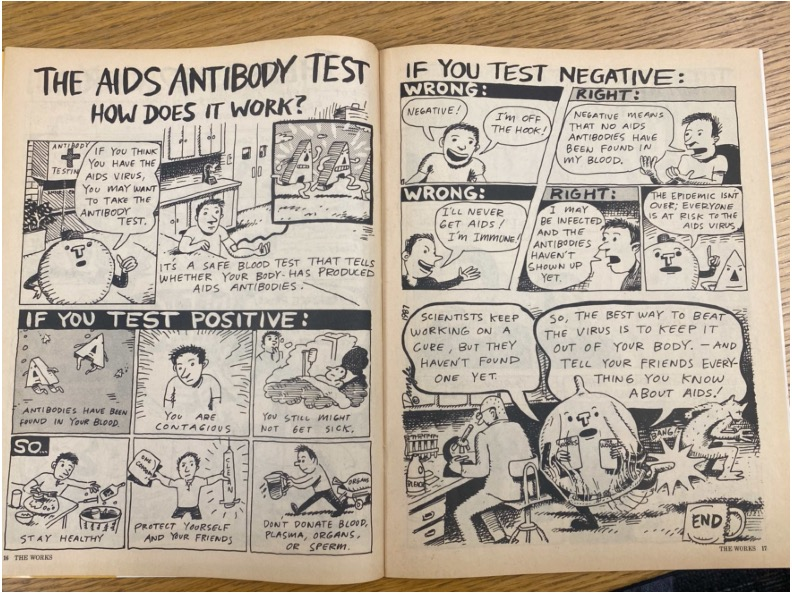 THE AIDS ANTIBODY TEST
HOW DOES IT WORK?
ANTIBODY
TESTING
IF YOU THINK
YOU HAVE THE
AIDS VIRUS,
YOU MAY WANT
TO TAKE THE
ANTIBODY
TEST.
A A
IT'S A SAFE BLOOD TEST THAT TELLS
WHETHER YOUR BODY HAS PRODUCED
AIDS ANTIBODIES.
IF YOU TEST POSITIVE:
A A
ANTIBODIES HAVE BEEN
FOUND IN YOUR BLOOD.
YOU ARE
CONTAGIOUS
YOU STILL MIGHT
NOT GET SICK.
SO...
STAY HEALTHY
CLEAN
PROTECT YOURSELF
AND YOUR FRIENDS
ORGANS
DONT DONATE BLOOD,
PLASMA, ORGANS,
OR SPERM.
16 THE WORKS
IF YOU TEST NEGATIVE:
WRONG:
NEGATIVE!
I'M OFF
THE HOOK!
RIGHT:
NEGATIVE MEANS
THAT NO AIDS
ANTIBODIES HAVE
BEEN FOUND IN
MY BLOOD.
WRONG:
I'LL NEVER
GET AIDS!
I'M IMMUNE!
RIGHT:
I MAY
BE INFECTED
AND THE
ANTIBODIES
HAVEN'T
SHOWN UP
YET.
THE EPIDEMIC ISN'T
OVER; EVERYONE
IS AT RISK TO THE
AIDS VIRUS
A
1987
SCIENTISTS KEEP
WORKING ON A
CURE, BUT THEY
HAVEN'T FOUND
ONE YET.
SO, THE BEST WAY TO BEAT
THE VIRUS IS TO KEEP IT
OUT OF YOUR BODY. — AND
TELL YOUR FRIENDS EVERY-
THING YOU KNOW
ABOUT AIDS!
BLEACH
BANG!
END
THE WORKS 17